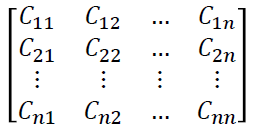 C11 C12 … C1n
C21 C22 … C2n
⋮ ⋮ ⋮ ⋮
Cn1 Cn2 … Cnn